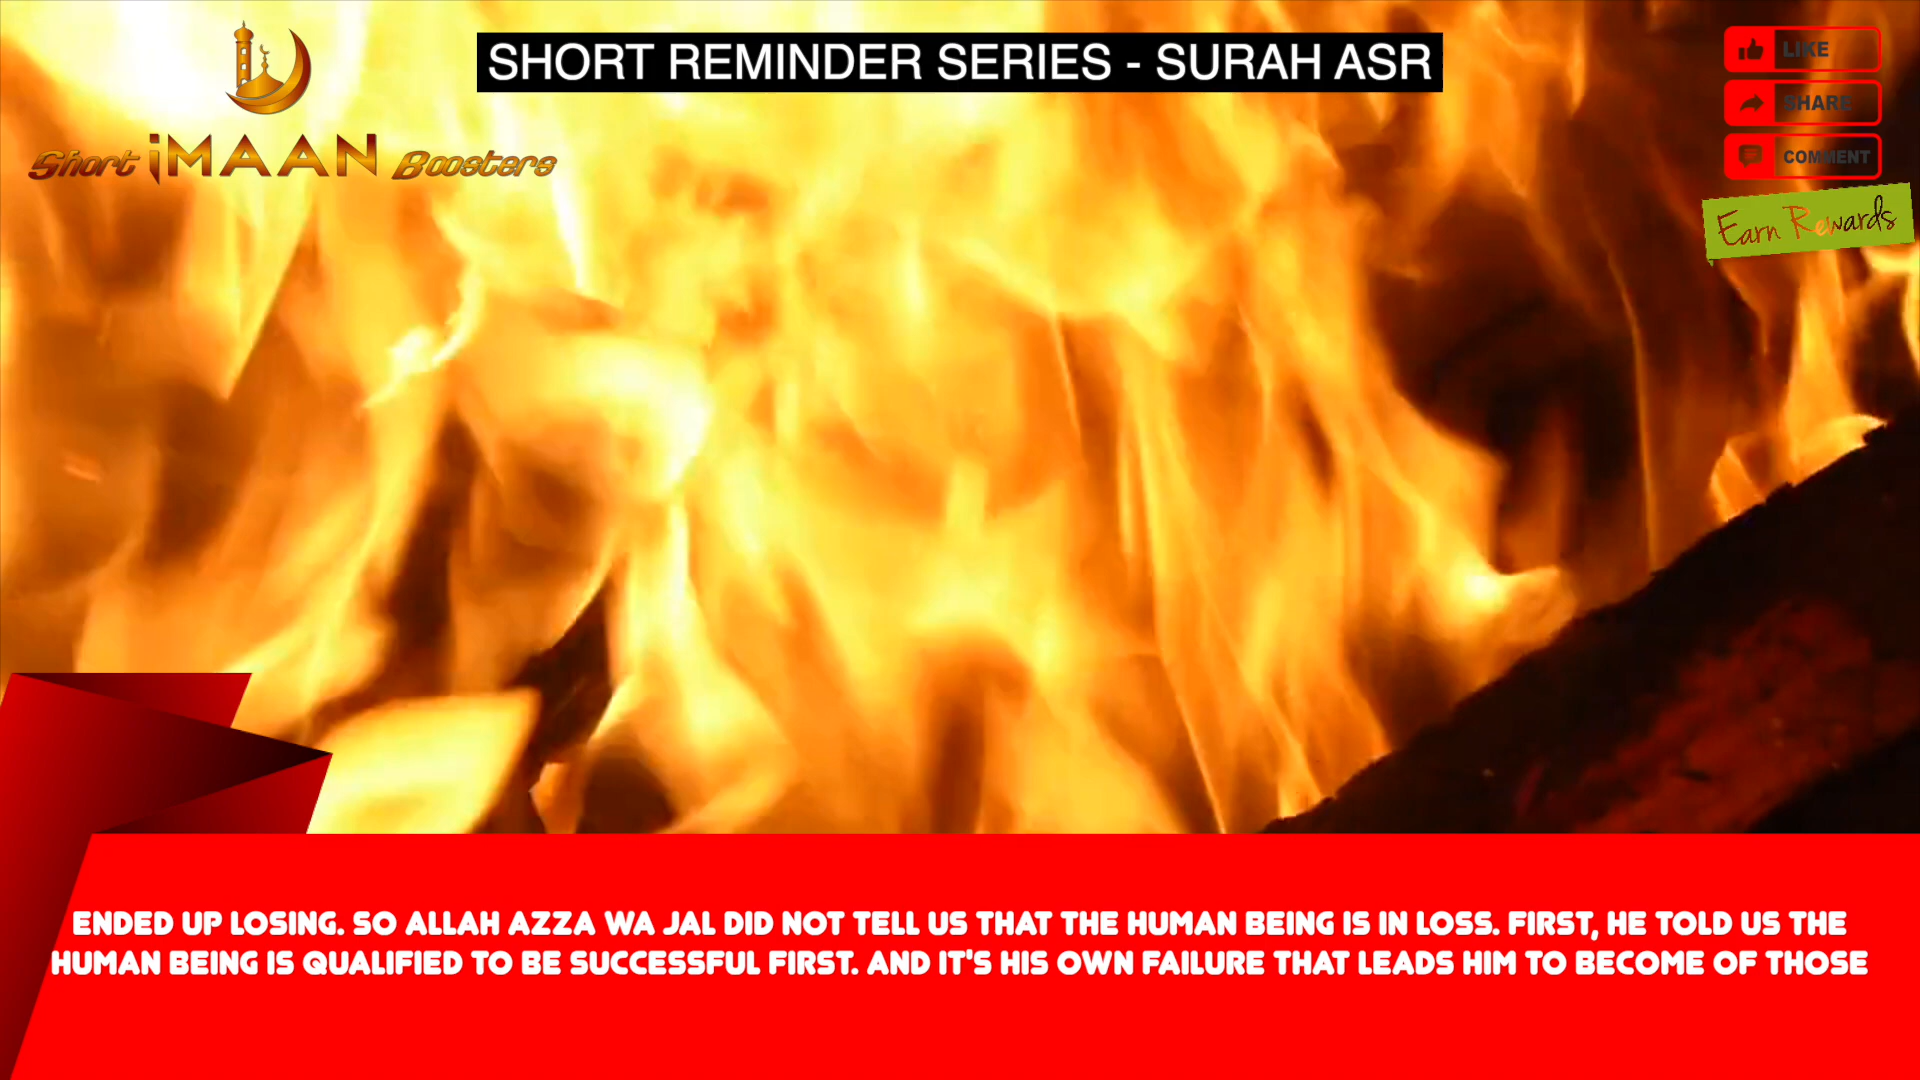 SHORT REMINDER SERIES - SURAH ASR
Short iMAAN Boosters
LIKE
SHARE
COMMENT
Earn Rewards
ENDED UP LOSING. SO ALLAH AZZA WA JAL DID NOT TELL US THAT THE HUMAN BEING IS IN LOSS. FIRST, HE TOLD US THE
HUMAN BEING IS QUALIFIED TO BE SUCCESSFUL FIRST. AND IT'S HIS OWN FAILURE THAT LEADS HIM TO BECOME OF THOSE